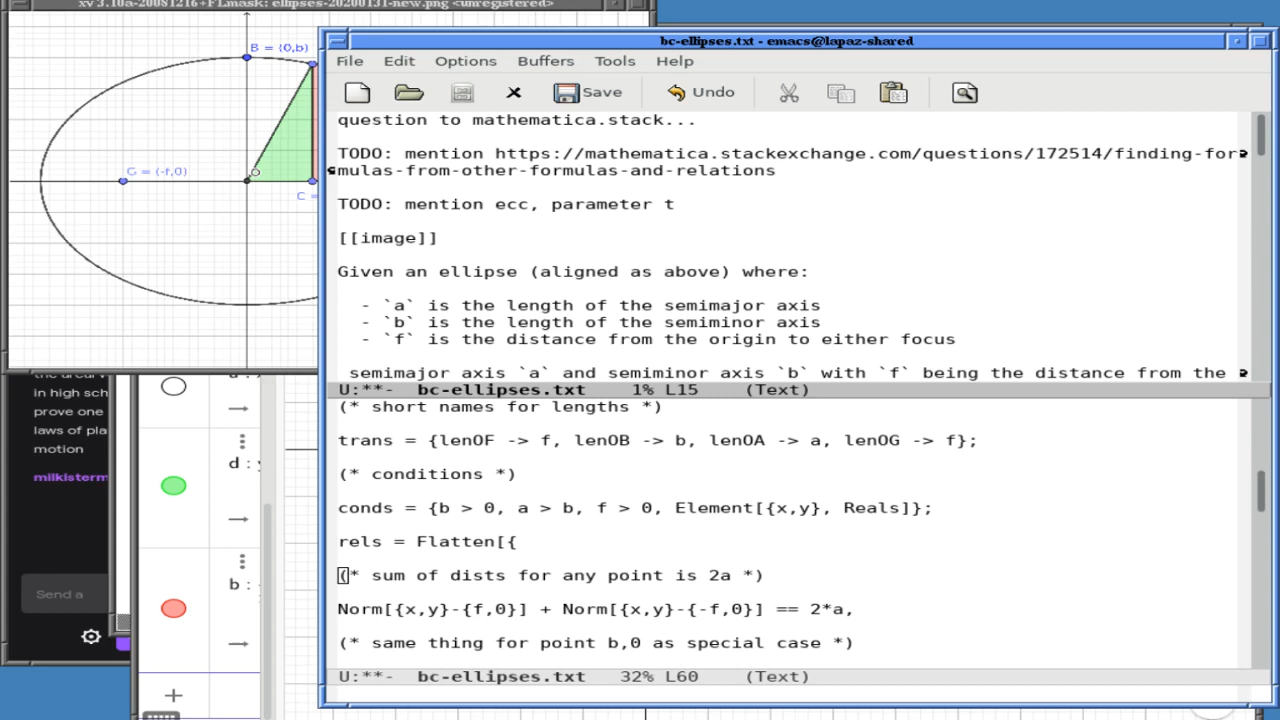 xv 3.10a-20081216+FLmask: ellipses-20200131-new.png <unregistered>
B = (0,b)
G = (-f,0)
C =
in high sch
prove one
laws of pla
motion
milkisterm
Send a
d :
b :
bc-ellipses.txt - emacs@lapaz-shared
File Edit Options Buffers Tools Help
Save Undo
question to mathematica.stack...
TODO: mention https://mathematica.stackexchange.com/questions/172514/finding-for
mulas-from-other-formulas-and-relations
TODO: mention ecc, parameter t
[[image]]
Given an ellipse (aligned as above) where:
- `a` is the length of the semimajor axis
- `b` is the length of the semiminor axis
- `f` is the distance from the origin to either focus
semimajor axis `a` and semiminor axis `b` with `f` being the distance from the
U:**- bc-ellipses.txt 1% L15 (Text)
(* short names for lengths *)
trans = {lenOF -> f, lenOB -> b, lenOA -> a, lenOG -> f};
(* conditions *)
conds = {b > 0, a > b, f > 0, Element[{x,y}, Reals]};
rels = Flatten[{
(* sum of dists for any point is 2a *)
Norm[{x,y}-{f,0}] + Norm[{x,y}-{-f,0}] == 2*a,
(* same thing for point b,0 as special case *)
U:**- bc-ellipses.txt 32% L60 (Text)